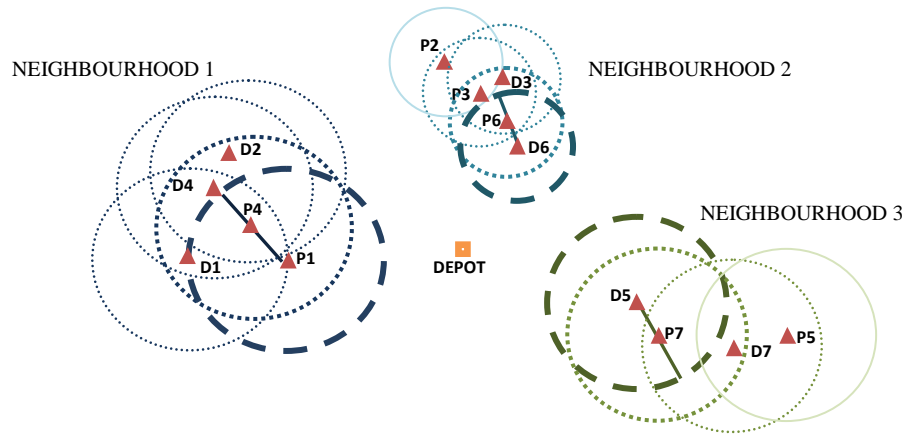 NEIGHBOURHOOD 1
P2
D3
P3
NEIGHBOURHOOD 2
P6
D6
D2
D4
P4
D1
P1
DEPOT
NEIGHBOURHOOD 3
D5
P7
D7
P5